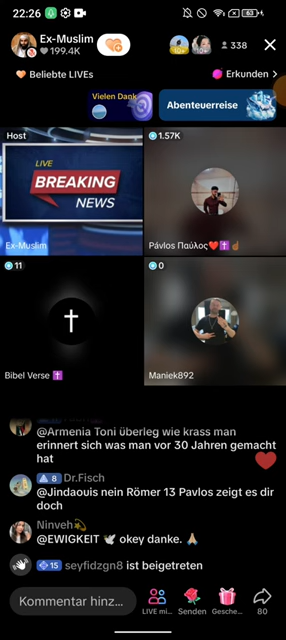 22:26
63
Ex-Muslim
199.4K
10+
10+
338
Beliebte LIVEs
Erkunden >
Vielen Dank
Abenteuerreise
Host
1.57K
LIVE
BREAKING
NEWS
Ex-Muslim
Pávlos Παύλος❤️✝️☝🏽
11
0
Bibel Verse ✝️
Maniek892
@Armenia Toni überleg wie krass man
erinnert sich was man vor 30 Jahren gemacht
hat
8 Dr.Fisch
@Jindaouis nein Römer 13 Pavlos zeigt es dir
doch
Ninveh💫
@EWIGKEIT 🕊️ okey danke. 🙏🏼
15 seyfidzgn8 ist beigetreten
Kommentar hinz...
LIVE mi...
Senden
Gesche...
80